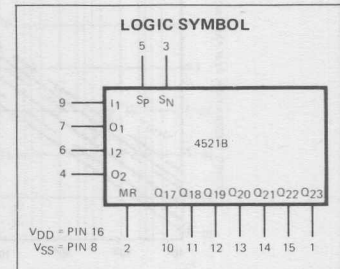 LOGIC SYMBOL
5 3
9 I1 SP SN
7 O1
6 I2 4521B
4 O2
MR Q17 Q18 Q19 Q20 Q21 Q22 Q23
VDD = PIN 16
VSS = PIN 8 2 10 11 12 13 14 15 1